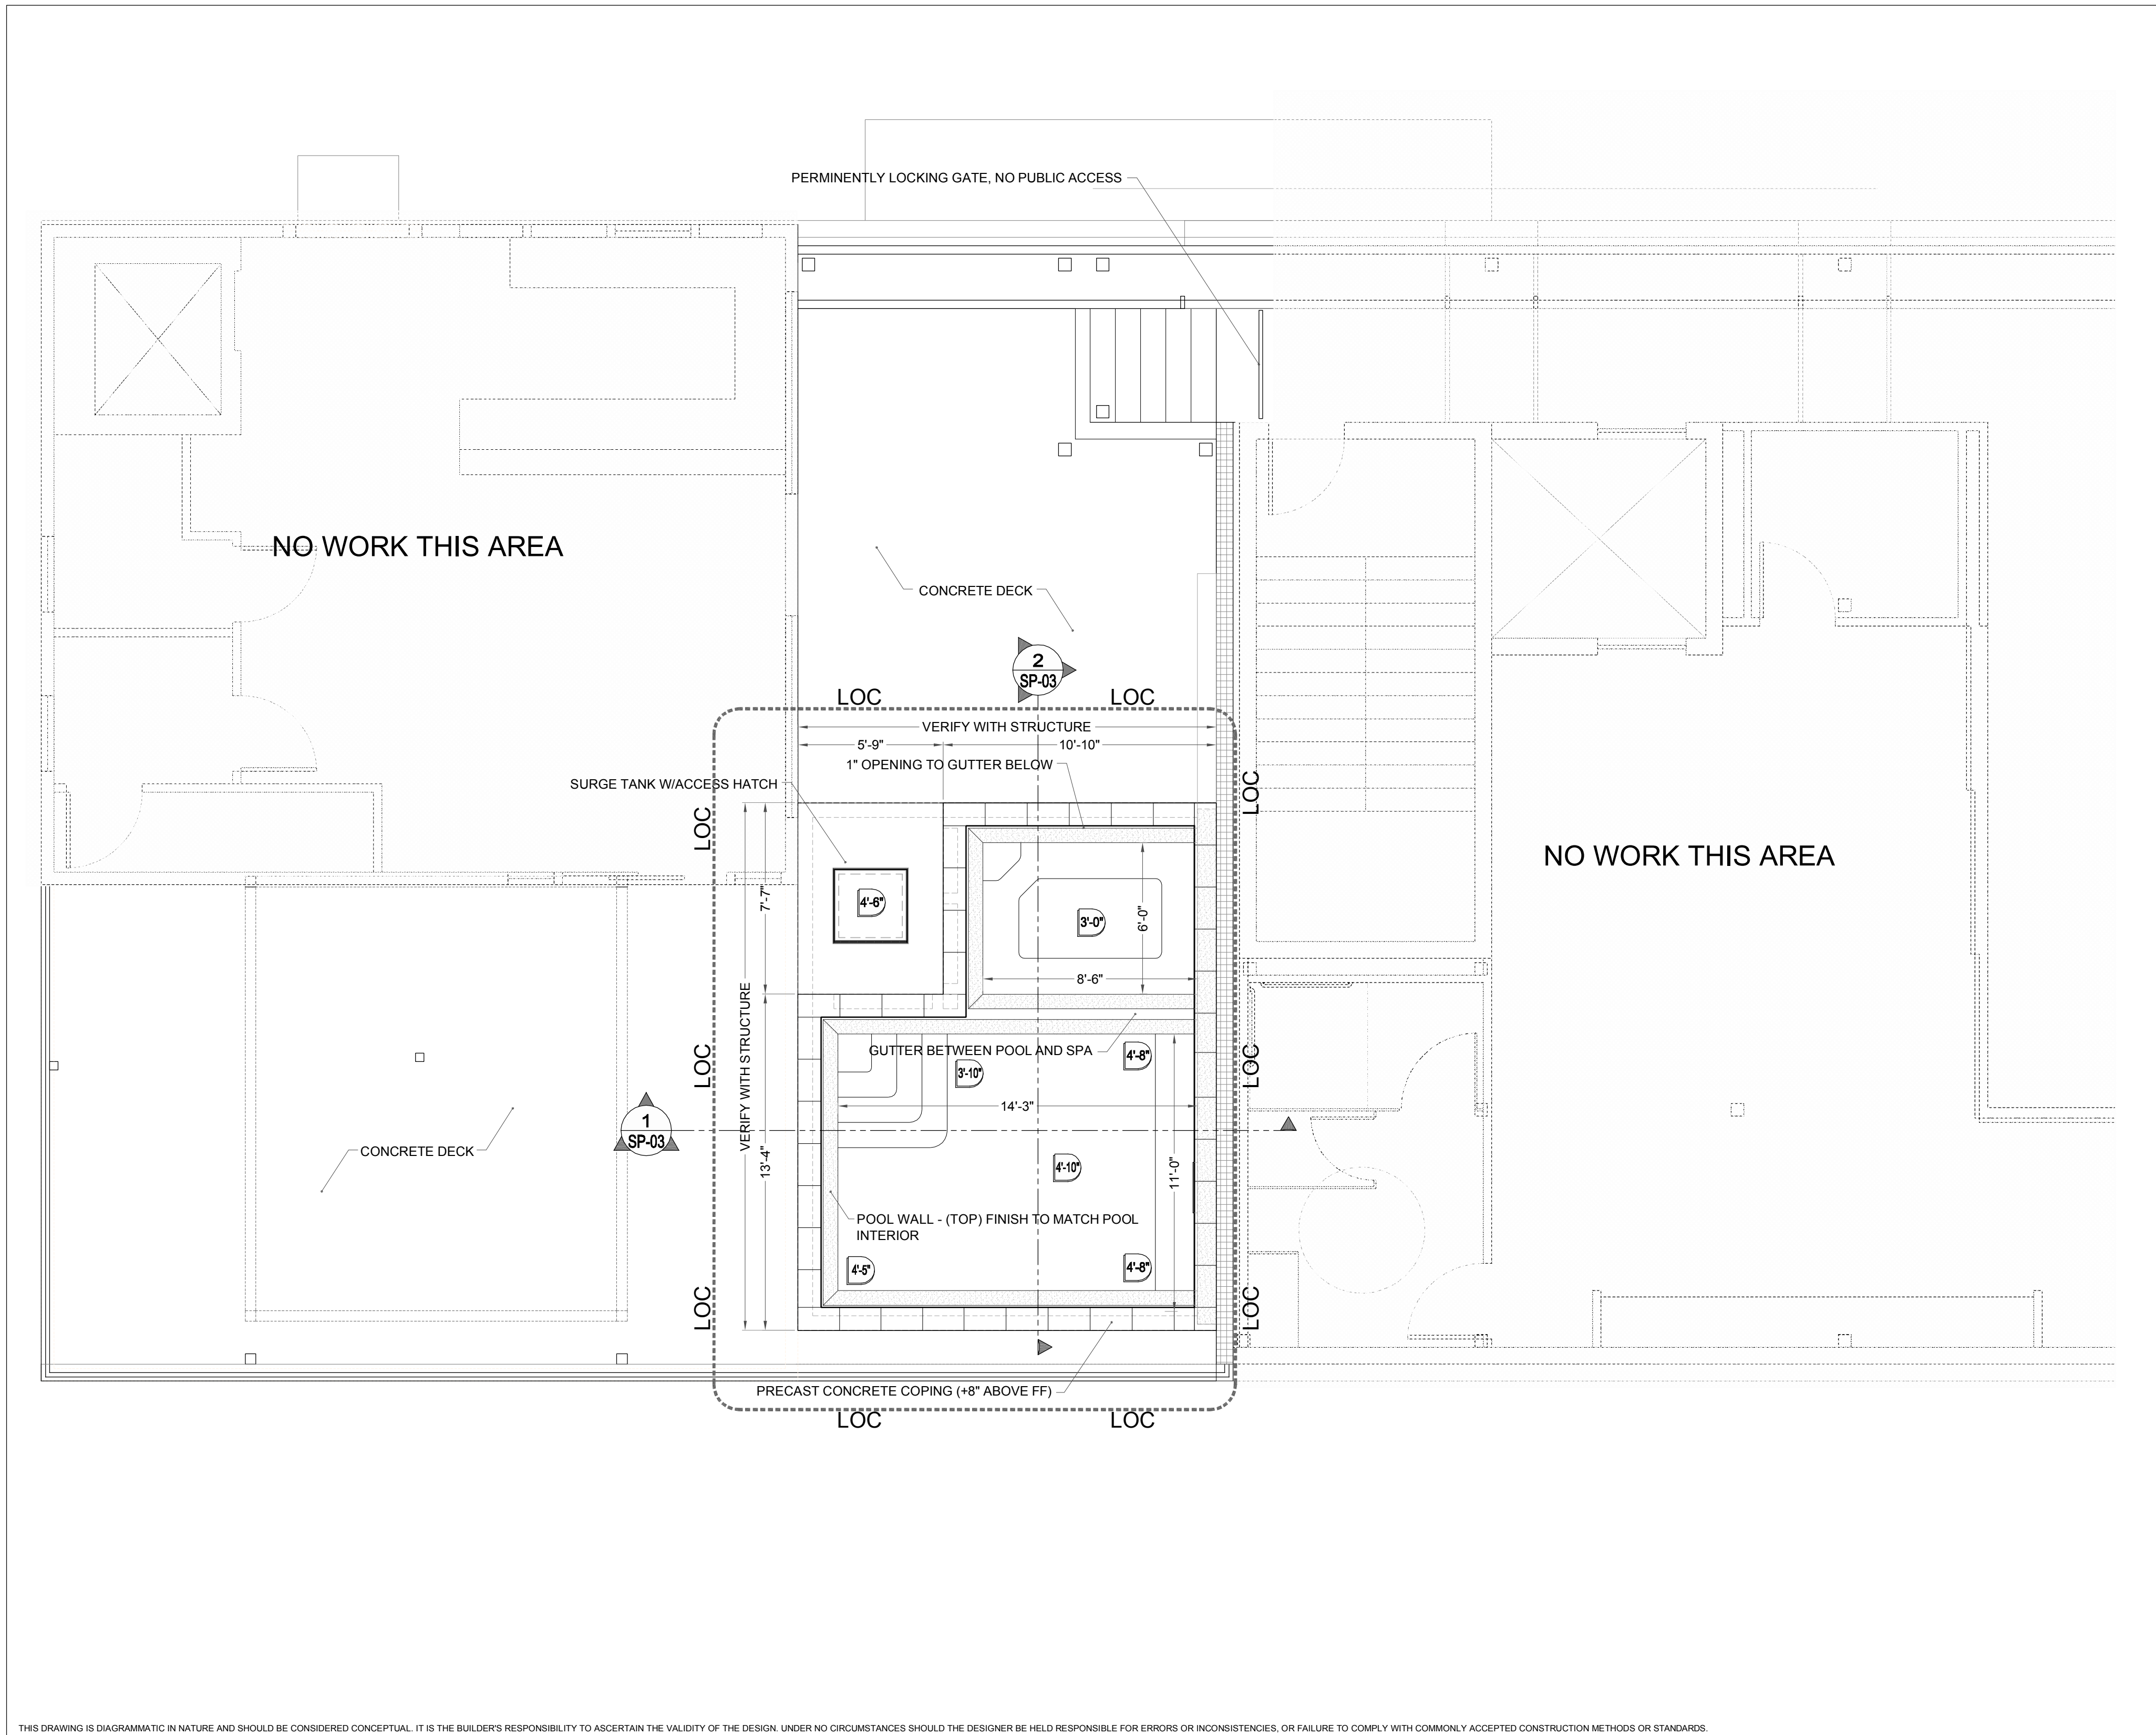 PERMINENTLY LOCKING GATE, NO PUBLIC ACCESS
NO WORK THIS AREA
CONCRETE DECK
2
SP-03
LOC
LOC
VERIFY WITH STRUCTURE
5'-9"
10'-10"
1" OPENING TO GUTTER BELOW
SURGE TANK W/ACCESS HATCH
LOC
LOC
NO WORK THIS AREA
7'-7"
4'-6"
3'-0"
6'-0"
8'-6"
VERIFY WITH STRUCTURE
GUTTER BETWEEN POOL AND SPA
4'-8"
LOC
LOC
3'-10"
14'-3"
1
SP-03
CONCRETE DECK
13'-4"
4'-10"
11'-0"
POOL WALL - (TOP) FINISH TO MATCH POOL
INTERIOR
4'-5"
4'-8"
LOC
LOC
PRECAST CONCRETE COPING (+8" ABOVE FF)
LOC
LOC
THIS DRAWING IS DIAGRAMMATIC IN NATURE AND SHOULD BE CONSIDERED CONCEPTUAL. IT IS THE BUILDER'S RESPONSIBILITY TO ASCERTAIN THE VALIDITY OF THE DESIGN. UNDER NO CIRCUMSTANCES SHOULD THE DESIGNER BE HELD RESPONSIBLE FOR ERRORS OR INCONSISTENCIES, OR FAILURE TO COMPLY WITH COMMONLY ACCEPTED CONSTRUCTION METHODS OR STANDARDS.